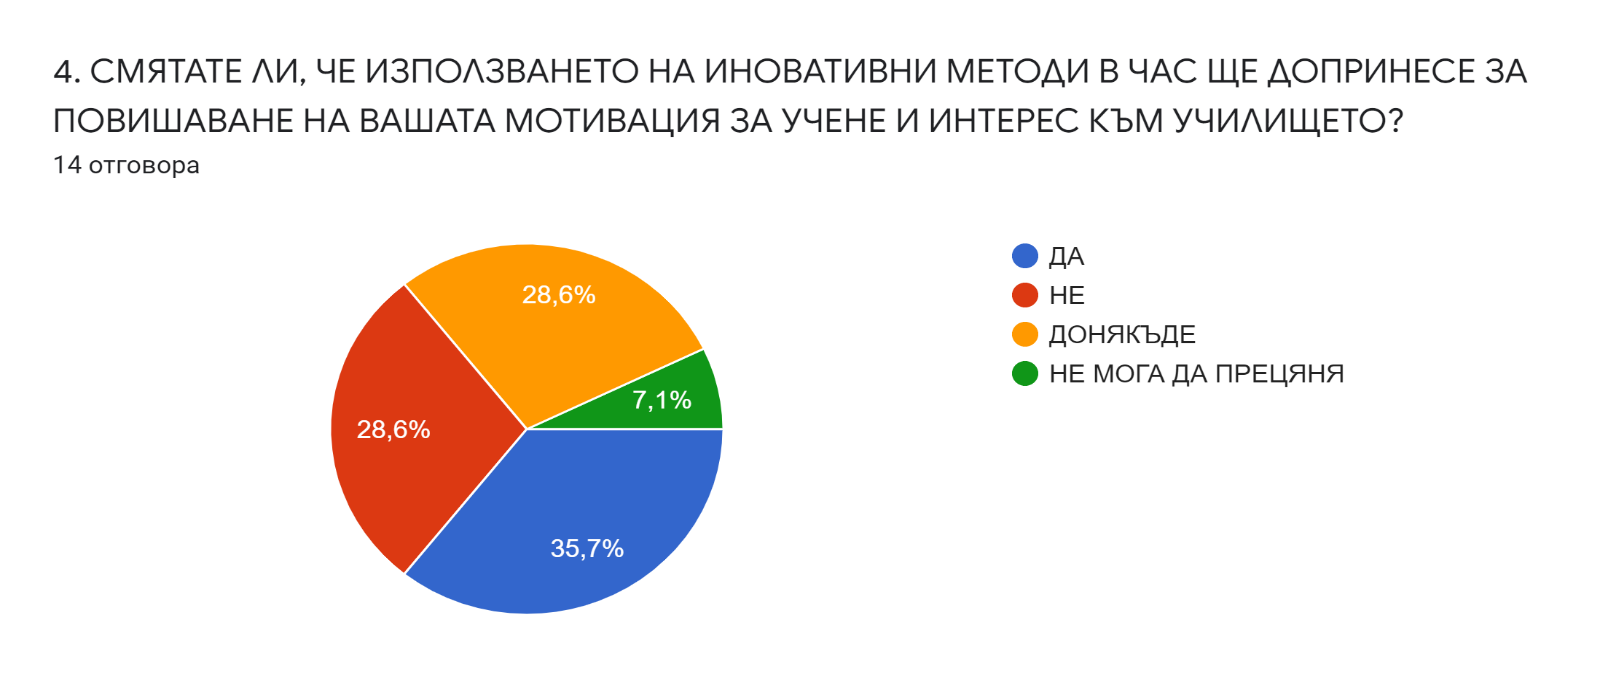 4. СМЯТАТЕ ЛИ, ЧЕ ИЗПОЛЗВАНЕТО НА ИНОВАТИВНИ МЕТОДИ В ЧАС ЩЕ ДОПРИНЕСЕ ЗА
ПОВИШАВАНЕ НА ВАШАТА МОТИВАЦИЯ ЗА УЧЕНЕ И ИНТЕРЕС КЪМ УЧИЛИЩЕТО?
14 отговора
ДА
НЕ
ДОНЯКЪДЕ
НЕ МОГА ДА ПРЕЦЯНЯ
28,6%
7,1%
28,6%
35,7%